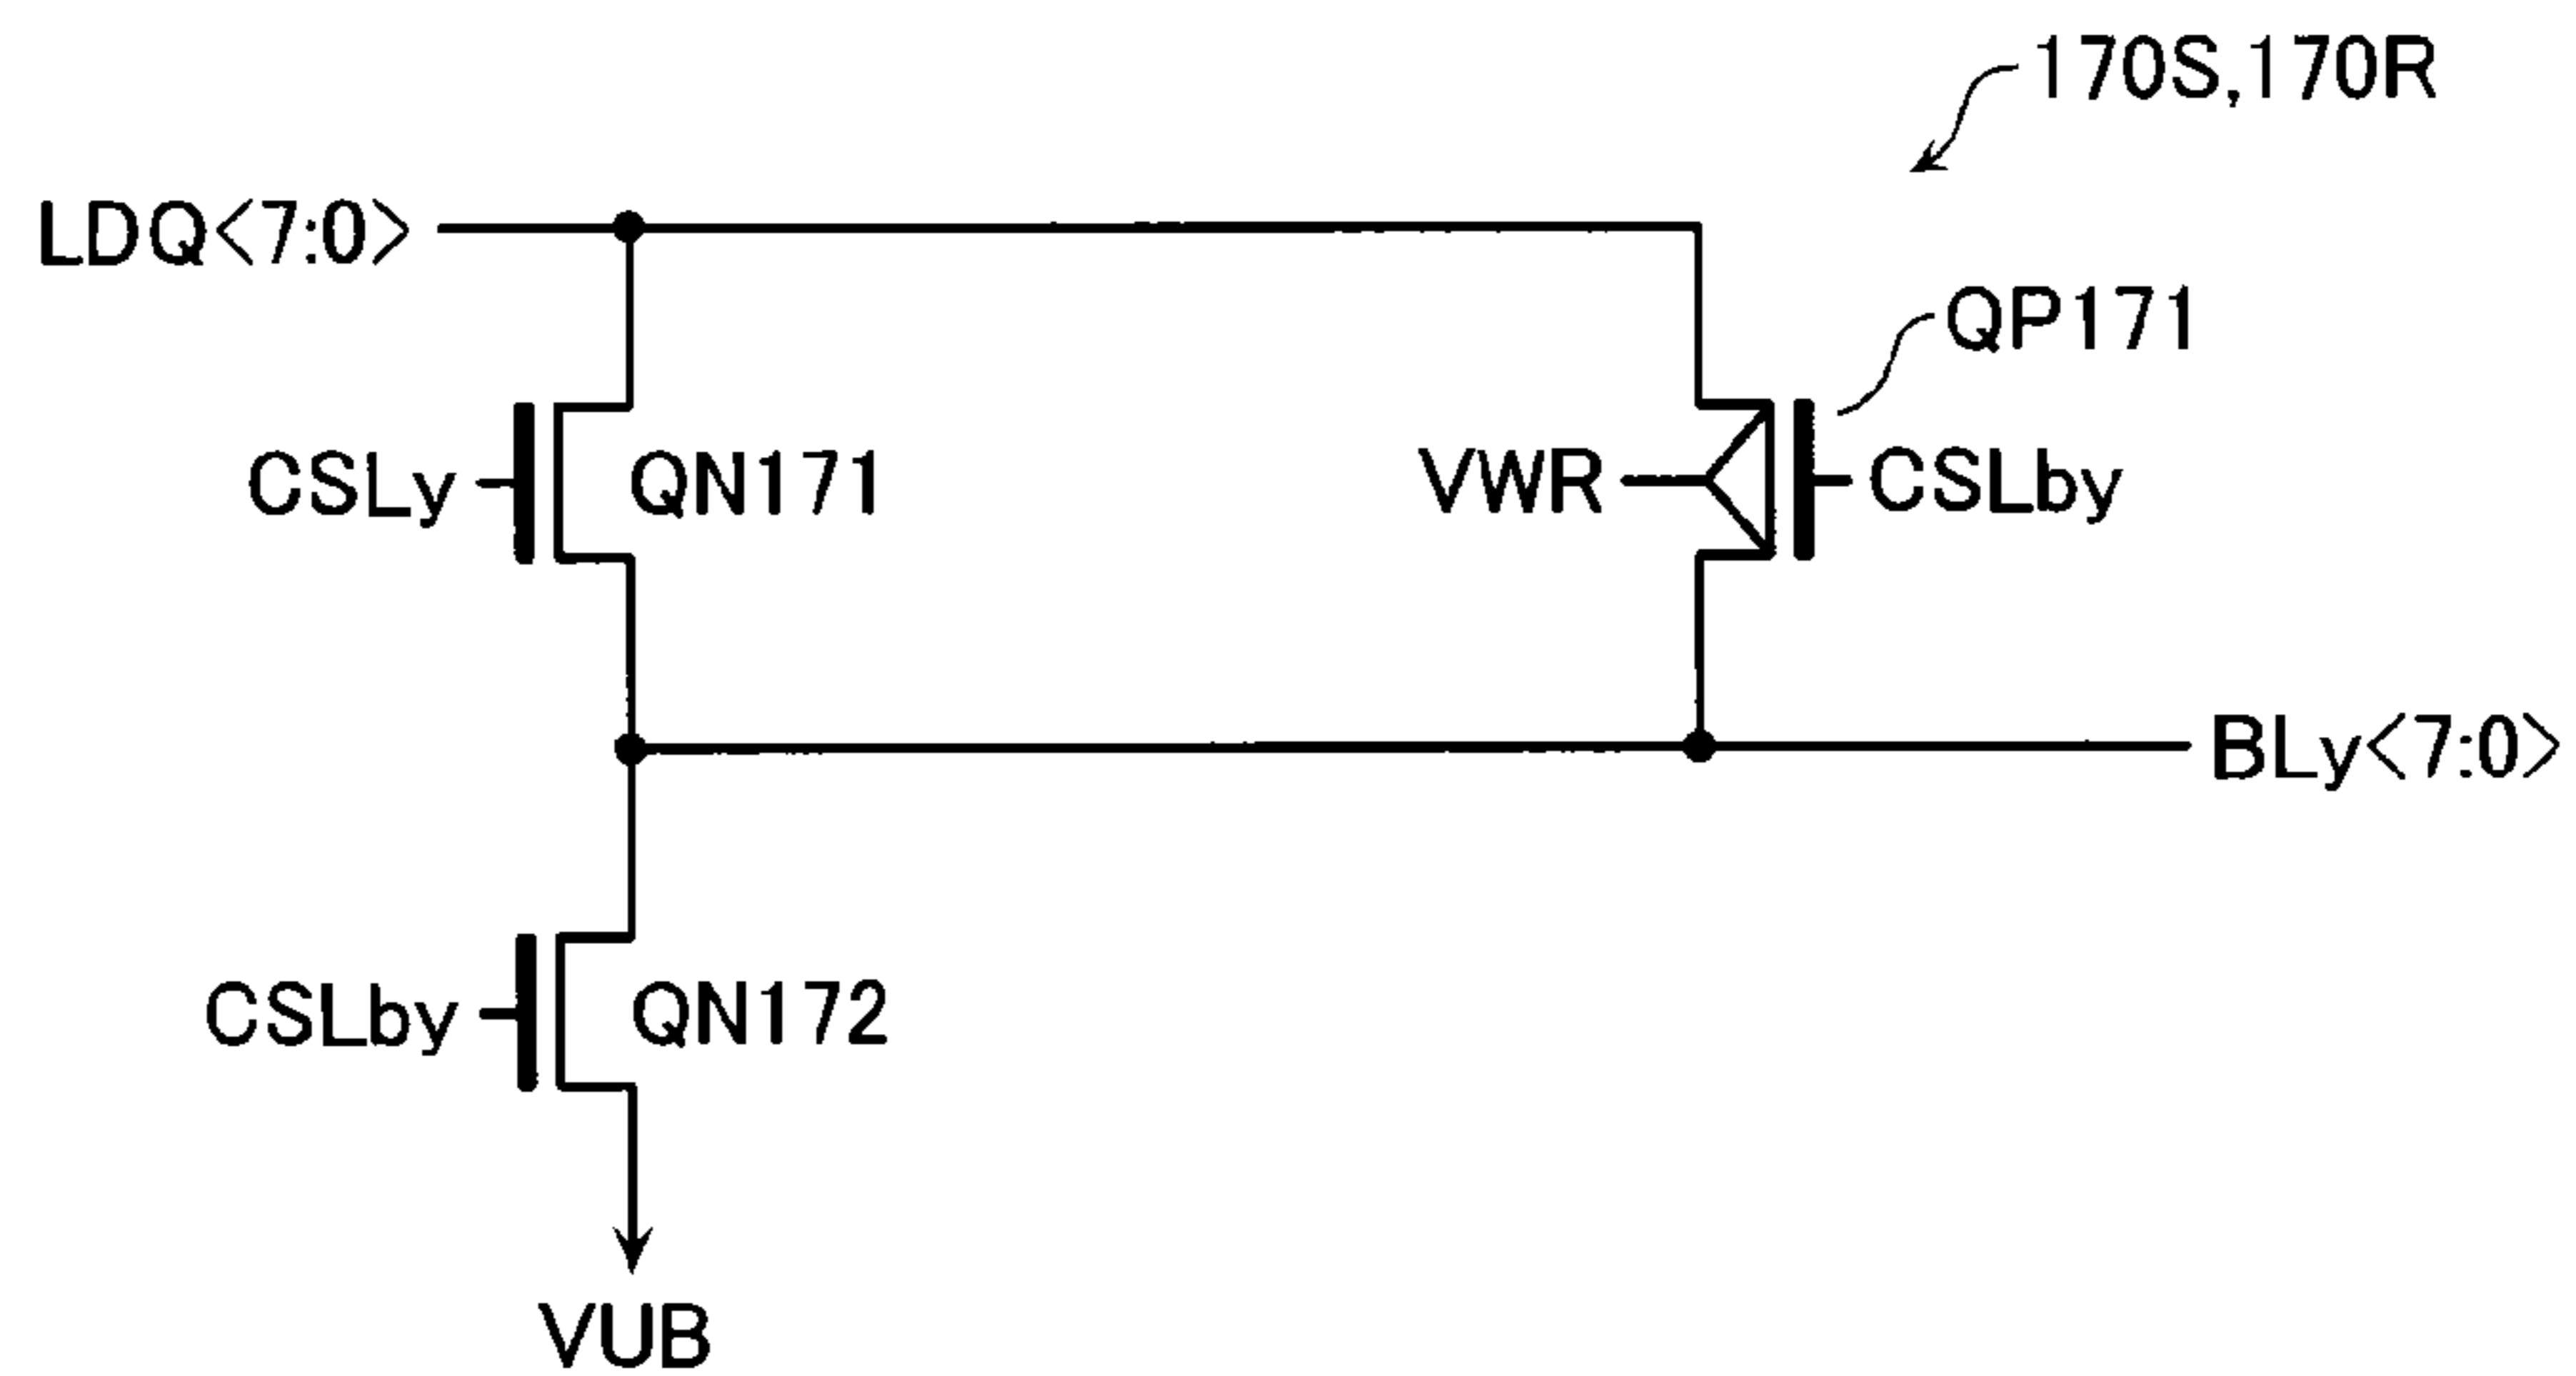 170S,170R
LDQ<7:0>
QP171
CSLy QN171 VWR CSLby
BLy<7:0>
CSLby QN172
VUB